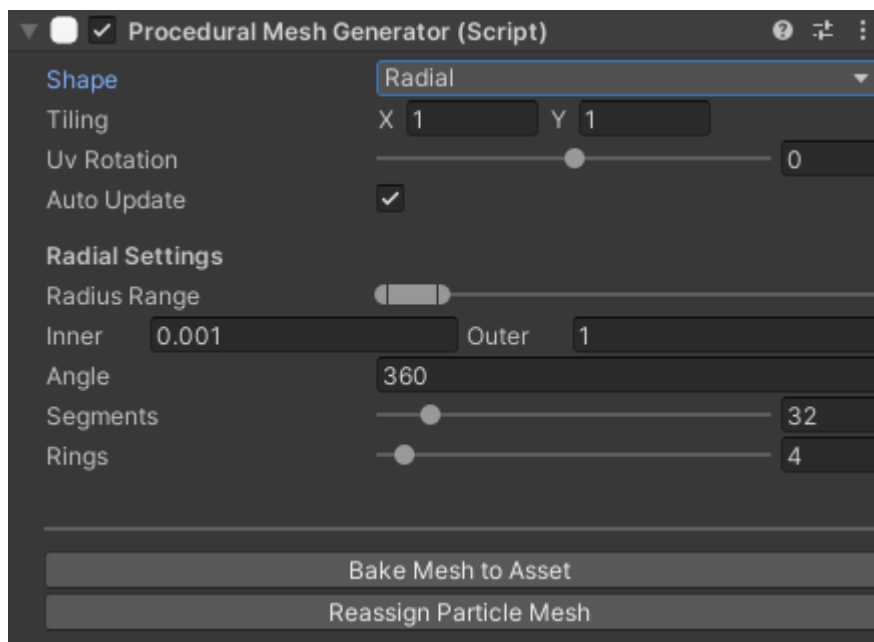 Procedural Mesh Generator (Script)
Shape Radial
Tiling X 1 Y 1
Uv Rotation 0
Auto Update
Radial Settings
Radius Range
Inner 0.001 Outer 1
Angle 360
Segments 32
Rings 4
Bake Mesh to Asset
Reassign Particle Mesh